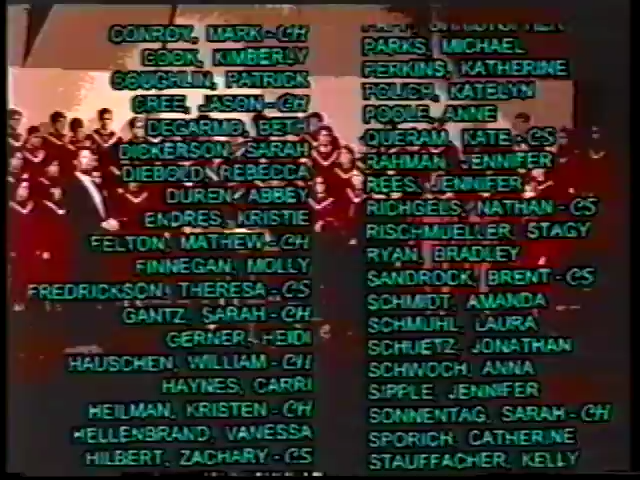 CONROY, MARK - CH
COOK, KIMBERLY
COUGHLIN, PATRICK
CREE, JASON - CH
DEGARMO, BECI
DICKERSON, SARAH
DIEBOLD, REBECCA
DUREN, ABBEY
ENDRES, KRISTIE
FELTON, MATHEW - CH
FINNEGAN, MOLLY
FREDRICKSON, THERESA - CS
GANTZ, SARAH - CH
GERNER, HEIDI
HAUSCHEN, WILLIAM - CH
HAYNES, CARRI
HEILMAN, KRISTEN - CH
HELLENBRAND, VANESSA
HILBERT, ZACHARY - CS
PARKS, MICHAEL
PERKINS, KATHERINE
KATELYN
POOLE, ANNE
QUERAM, KATE - CS
RAHMAN, JENNIFER
REES, JENNIFER
RICHGELS, NATHAN - CS
RISCHMUELLER, STACY
RYAN, BRADLEY
SANDROCK, BRENT - CS
SCHMIDT, AMANDA
SCHMUHL, LAURA
SCHUETZ, JONATHAN
SCHWOCH, ANNA
SIPPLE, JENNIFER
SONNENTAG, SARAH - CH
SPORICH, CATHERINE
STAUFFACHER, KELLY